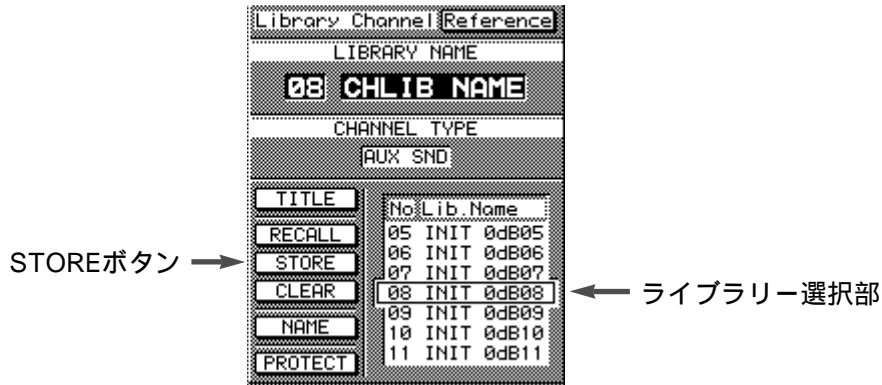 Library Channel Reference
LIBRARY NAME
08 CHLIB NAME
CHANNEL TYPE
AUX SND
TITLE
RECALL
STORE
CLEAR
NAME
PROTECT
No Lib.Name
05 INIT 0dB05
06 INIT 0dB06
07 INIT 0dB07
08 INIT 0dB08
09 INIT 0dB09
10 INIT 0dB10
11 INIT 0dB11
STOREボタン
ライブラリー選択部